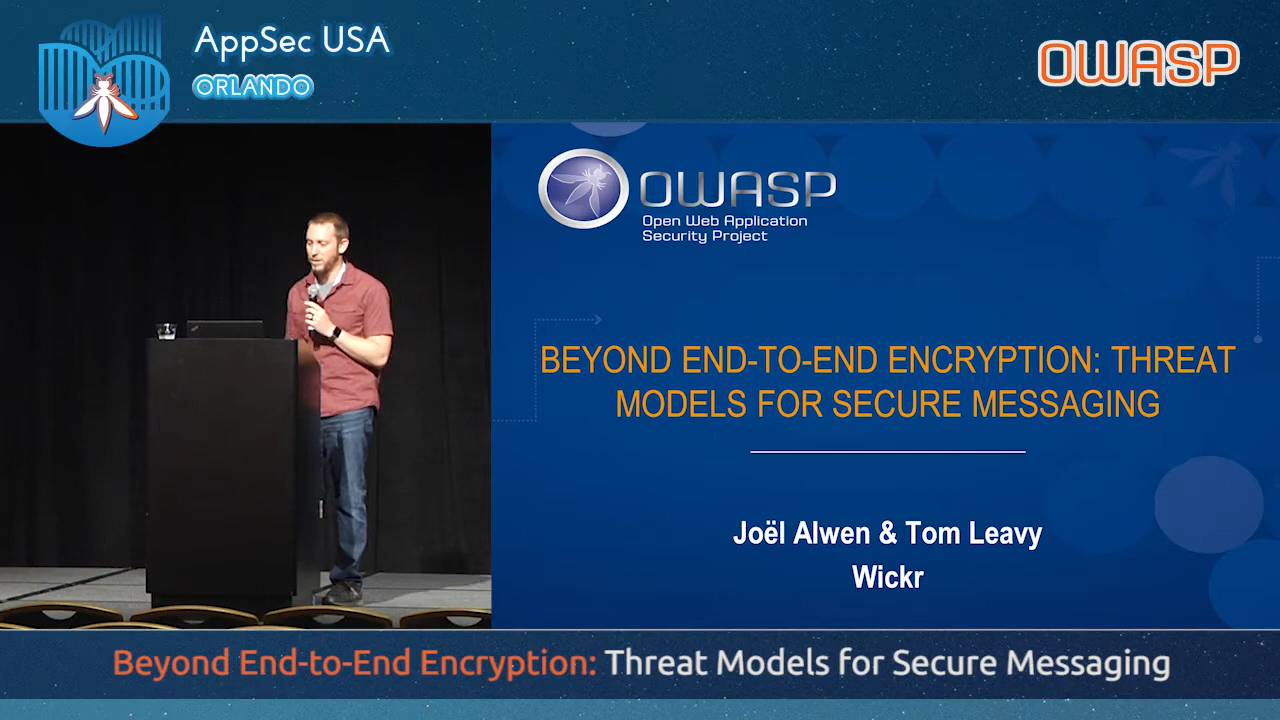 AppSec USA
ORLANDO
OWASP
OWASP
Open Web Application
Security Project
BEYOND END-TO-END ENCRYPTION: THREAT
MODELS FOR SECURE MESSAGING
Joël Alwen & Tom Leavy
Wickr
Beyond End-to-End Encryption: Threat Models for Secure Messaging